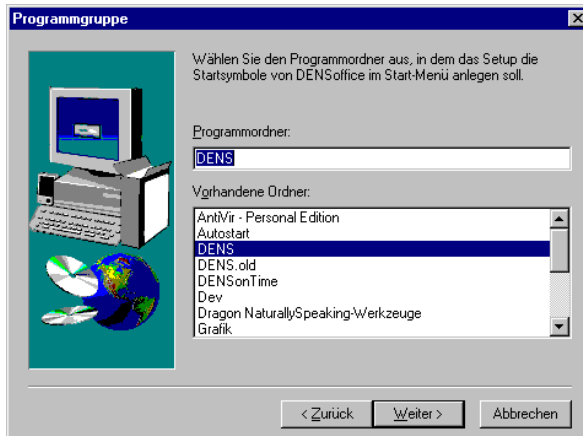 Programmgruppe
Wählen Sie den Programmordner aus, in dem das Setup die
Startsymbole von DENSoffice im Start-Menü anlegen soll.
Programmordner:
DENS
Vorhandene Ordner:
AntiVir - Personal Edition
Autostart
DENS
DENS.old
DENSonTime
Dev
Dragon NaturallySpeaking-Werkzeuge
Grafik
< Zurück
Weiter >
Abbrechen